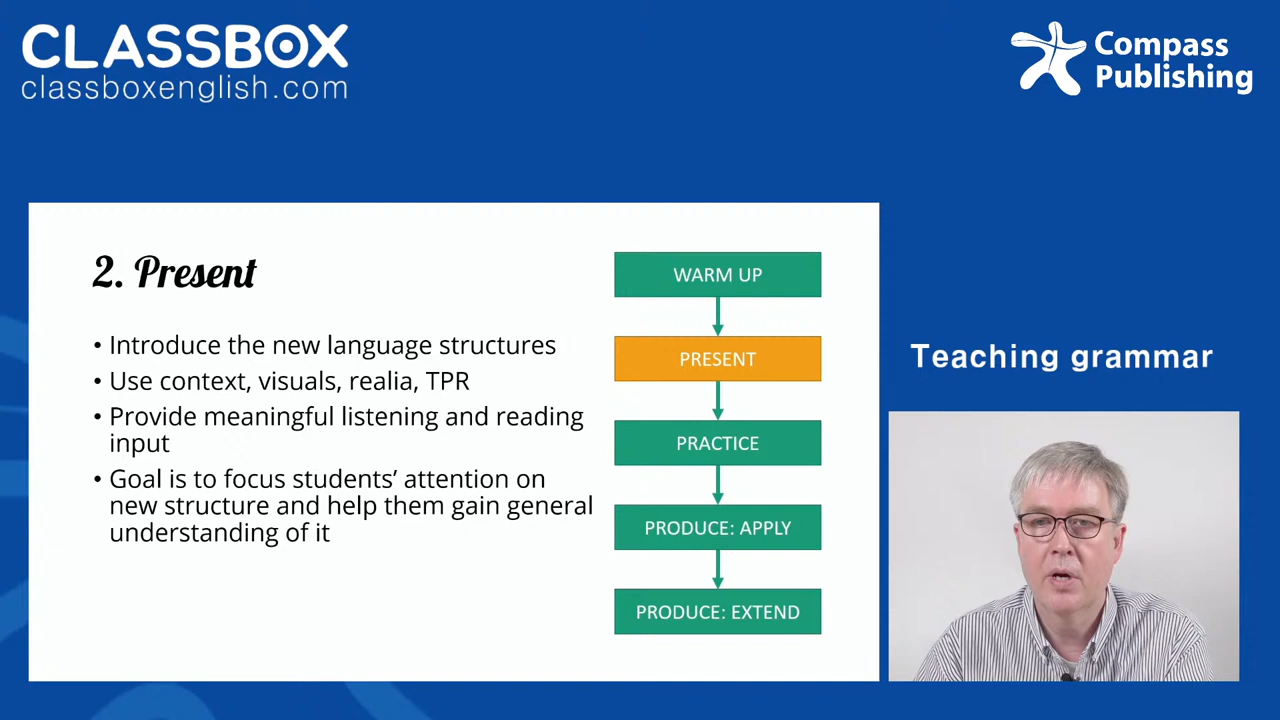 CLASSBOX
classboxenglish.com
Compass
Publishing
2. Present
• Introduce the new language structures
• Use context, visuals, realia, TPR
• Provide meaningful listening and reading
input
• Goal is to focus students’ attention on
new structure and help them gain general
understanding of it
WARM UP
PRESENT
PRACTICE
PRODUCE: APPLY
PRODUCE: EXTEND
Teaching grammar